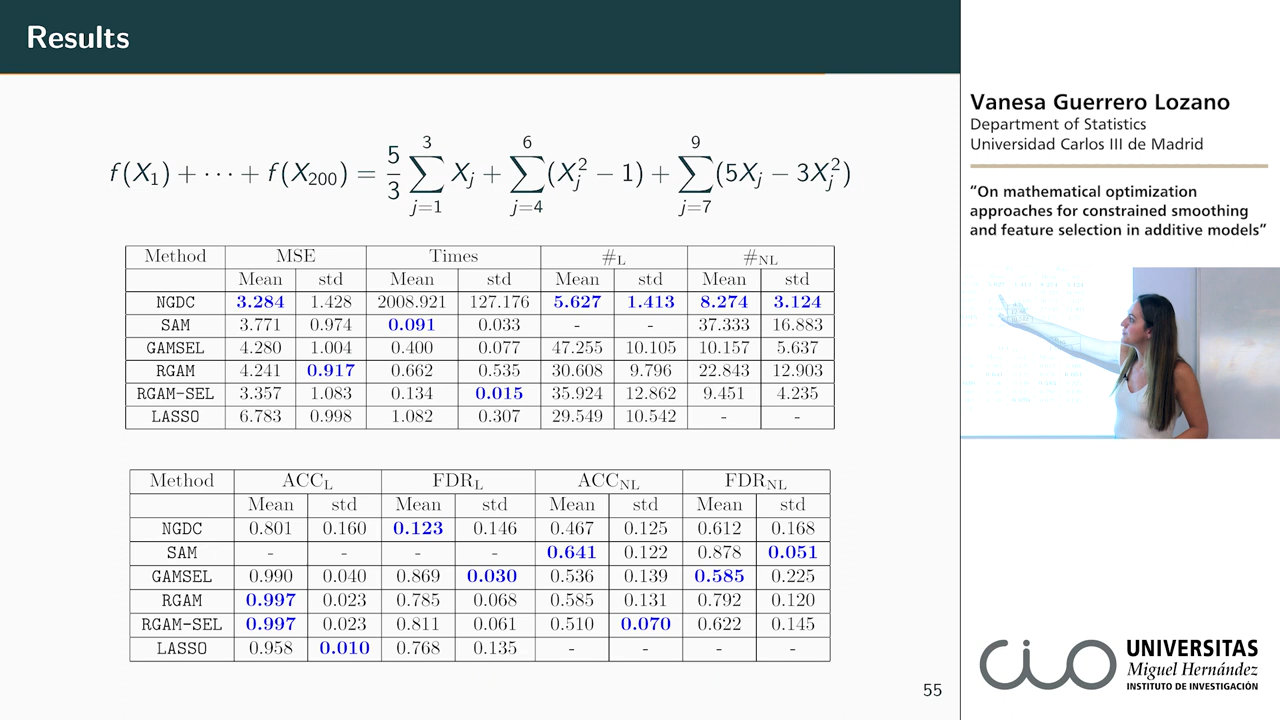 Results
f(X₁) + · · · + f(X₂₀₀) = 5/3 ∑_{j=1}^{3} X_j + ∑_{j=4}^{6} (X_j² − 1) + ∑_{j=7}^{9} (5X_j − 3X_j²)
Method MSE Times #L #NL
Mean std Mean std Mean std Mean std
NGDC 3.284 1.428 2008.921 127.176 5.627 1.413 8.274 3.124
SAM 3.771 0.974 0.091 0.033 - - 37.333 16.883
GAMSEL 4.280 1.004 0.400 0.077 47.255 10.105 10.157 5.637
RGAM 4.241 0.917 0.662 0.535 30.608 9.796 22.843 12.903
RGAM-SEL 3.357 1.083 0.134 0.015 35.924 12.862 9.451 4.235
LASSO 6.783 0.998 1.082 0.307 29.549 10.542 - -
Method ACCL FDRL ACCNL FDRNL
Mean std Mean std Mean std Mean std
NGDC 0.801 0.160 0.123 0.146 0.467 0.125 0.612 0.168
SAM - - - - 0.641 0.122 0.878 0.051
GAMSEL 0.990 0.040 0.869 0.030 0.536 0.139 0.585 0.225
RGAM 0.997 0.023 0.785 0.068 0.585 0.131 0.792 0.120
RGAM-SEL 0.997 0.023 0.811 0.061 0.510 0.070 0.622 0.145
LASSO 0.958 0.010 0.768 0.135 - - - -
55
Vanesa Guerrero Lozano
Department of Statistics
Universidad Carlos III de Madrid
“On mathematical optimization
approaches for constrained smoothing
and feature selection in additive models”
CIO
UNIVERSITAS
Miguel Hernández
INSTITUTO DE INVESTIGACIÓN